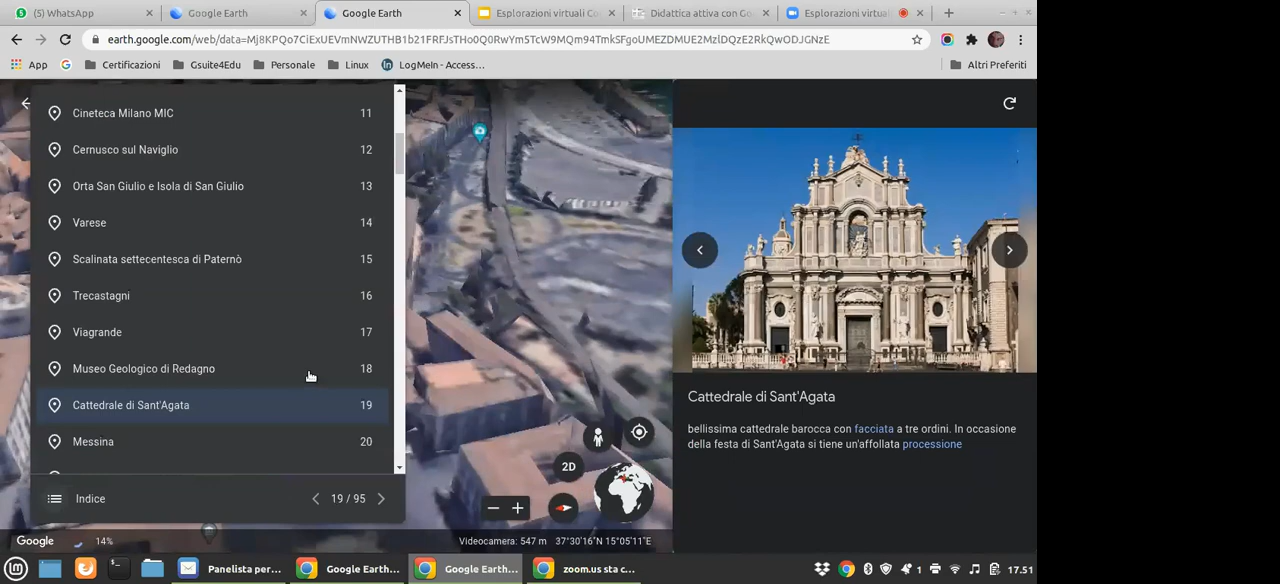 (5) WhatsApp
Google Earth
Google Earth
Esplorazioni virtuali Co
Didattica attiva con Go
Esplorazioni virtual
earth.google.com/web/data=
App
Certificazioni
Gsuite4Edu
Personale
Linux
LogMeIn - Access...
Altri Preferiti
Cineteca Milano MIC 11
Cernusco sul Naviglio 12
Orta San Giulio e Isola di San Giulio 13
Varese 14
Scalinata settecentesca di Paternò 15
Trecastagni 16
Viagrande 17
Museo Geologico di Redagno 18
Cattedrale di Sant'Agata 19
Messina 20
Indice 19 / 95
2D
Google 14%
Videocamera: 547 m 37°30'16"N 15°05'11"E
Cattedrale di Sant'Agata
bellissima cattedrale barocca con facciata a tre ordini. In occasione
della festa di Sant'Agata si tiene un'affollata processione
Panelista per...
Google Earth...
Google Earth...
zoom.us sta c...
1
17.51